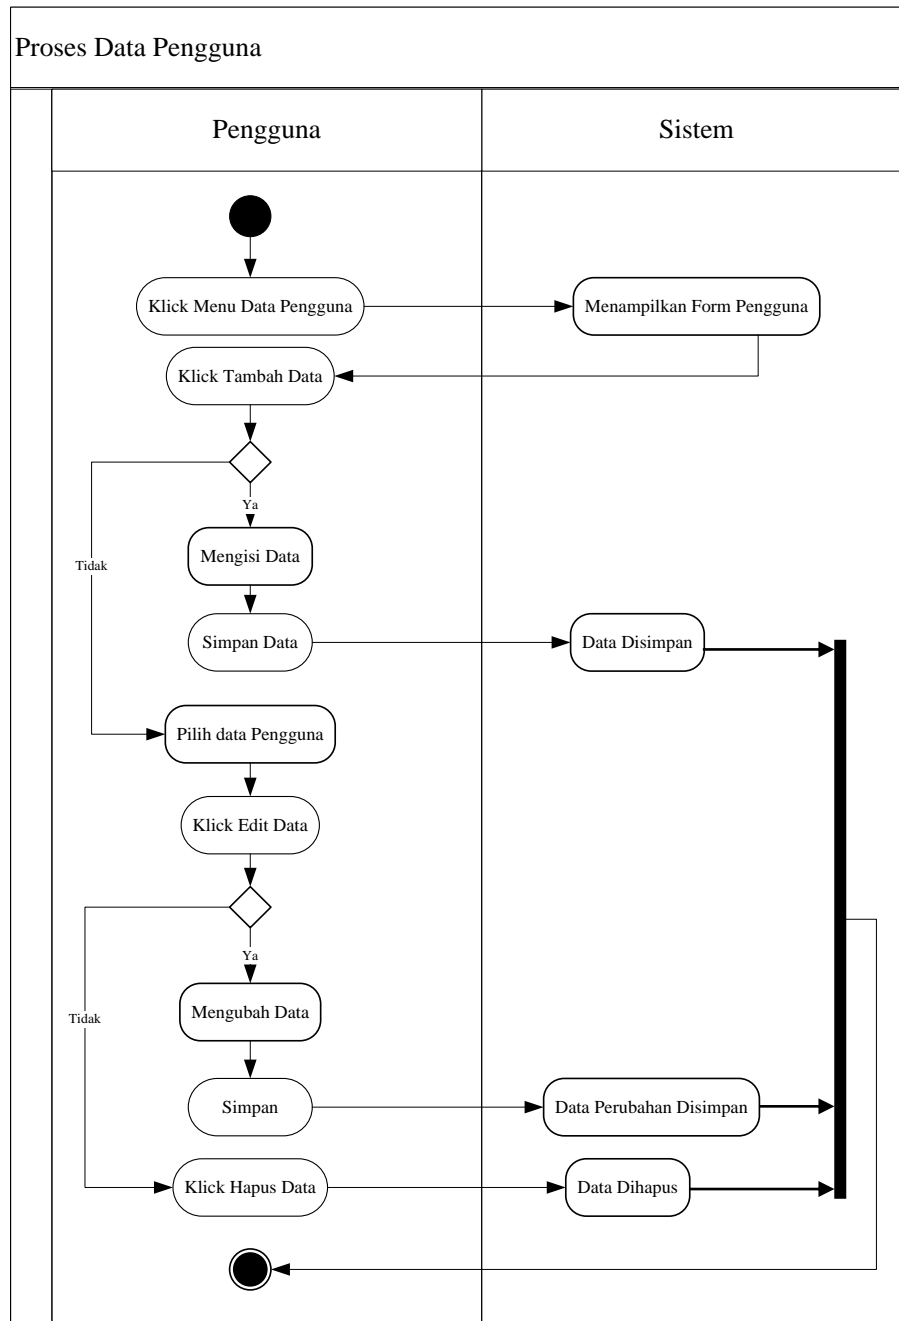 Proses Data Pengguna
Pengguna
Sistem
Klick Menu Data Pengguna
Menampilkan Form Pengguna
Klick Tambah Data
Ya
Mengisi Data
Tidak
Simpan Data
Data Disimpan
Pilih data Pengguna
Klick Edit Data
Ya
Mengubah Data
Tidak
Simpan
Data Perubahan Disimpan
Klick Hapus Data
Data Dihapus